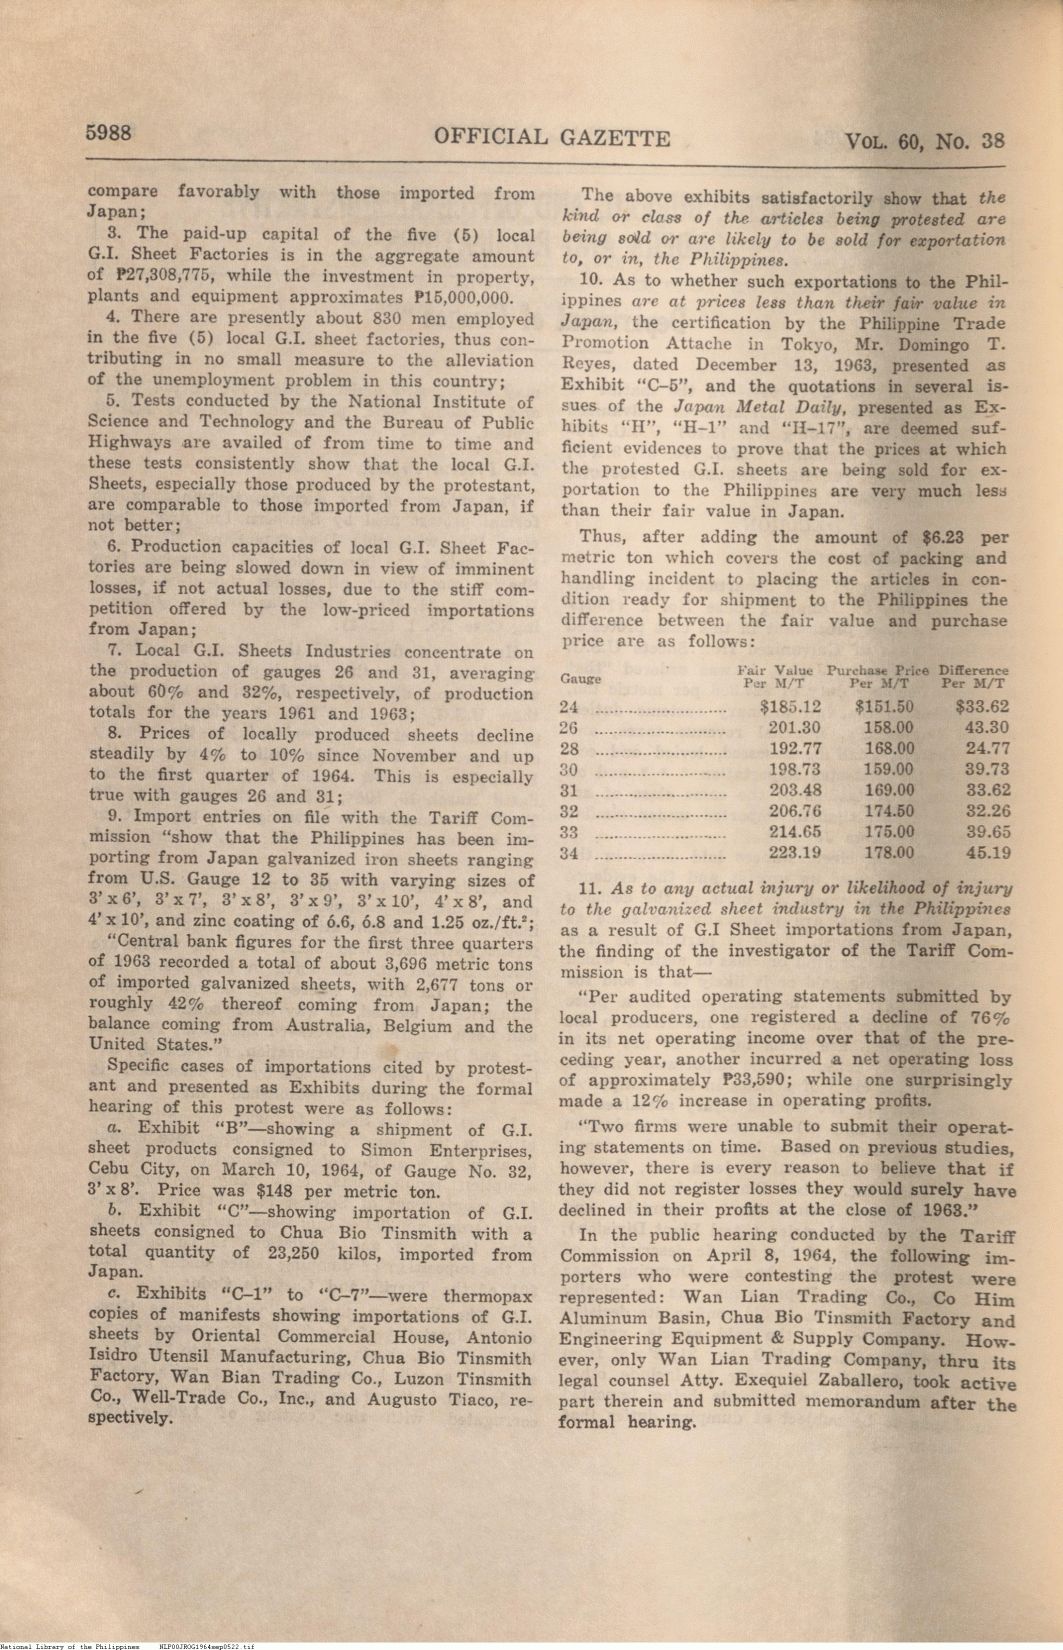 5988
OFFICIAL GAZETTE
VOL. 60, No. 38
compare favorably with those imported from
Japan;
3. The paid-up capital of the five (5) local
G.I. Sheet Factories is in the aggregate amount
of ₱27,308,775, while the investment in property,
plants and equipment approximates ₱15,000,000.
4. There are presently about 830 men employed
in the five (5) local G.I. sheet factories, thus con-
tributing in no small measure to the alleviation
of the unemployment problem in this country;
5. Tests conducted by the National Institute of
Science and Technology and the Bureau of Public
Highways are availed of from time to time and
these tests consistently show that the local G.I.
Sheets, especially those produced by the protestant,
are comparable to those imported from Japan, if
not better;
6. Production capacities of local G.I. Sheet Fac-
tories are being slowed down in view of imminent
losses, if not actual losses, due to the stiff com-
petition offered by the low-priced importations
from Japan;
7. Local G.I. Sheets Industries concentrate on
the production of gauges 26 and 31, averaging
about 60% and 32%, respectively, of production
totals for the years 1961 and 1963;
8. Prices of locally produced sheets decline
steadily by 4% to 10% since November and up
to the first quarter of 1964. This is especially
true with gauges 26 and 31;
9. Import entries on file with the Tariff Com-
mission "show that the Philippines has been im-
porting from Japan galvanized iron sheets ranging
from U.S. Gauge 12 to 35 with varying sizes of
3' x 6', 3' x 7', 3' x 8', 3' x 9', 3' x 10', 4' x 8', and
4' x 10', and zinc coating of 6.6, 6.8 and 1.25 oz./ft.²;
"Central bank figures for the first three quarters
of 1963 recorded a total of about 3,696 metric tons
of imported galvanized sheets, with 2,677 tons or
roughly 42% thereof coming from Japan; the
balance coming from Australia, Belgium and the
United States."
Specific cases of importations cited by protest-
ant and presented as Exhibits during the formal
hearing of this protest were as follows:
a. Exhibit "B"—showing a shipment of G.I.
sheet products consigned to Simon Enterprises,
Cebu City, on March 10, 1964, of Gauge No. 32,
3' x 8'. Price was $148 per metric ton.
b. Exhibit "C"—showing importation of G.I.
sheets consigned to Chua Bio Tinsmith with a
total quantity of 23,250 kilos, imported from
Japan.
c. Exhibits "C-1" to "C-7"—were thermopax
copies of manifests showing importations of G.I.
sheets by Oriental Commercial House, Antonio
Isidro Utensil Manufacturing, Chua Bio Tinsmith
Factory, Wan Bian Trading Co., Luzon Tinsmith
Co., Well-Trade Co., Inc., and Augusto Tiaco, re-
spectively.
The above exhibits satisfactorily show that the
kind or class of the articles being protested are
being sold or are likely to be sold for exportation
to, or in, the Philippines.
10. As to whether such exportations to the Phil-
ippines are at prices less than their fair value in
Japan, the certification by the Philippine Trade
Promotion Attache in Tokyo, Mr. Domingo T.
Reyes, dated December 13, 1963, presented as
Exhibit "C-5", and the quotations in several is-
sues of the Japan Metal Daily, presented as Ex-
hibits "H", "H-1" and "H-17", are deemed suf-
ficient evidences to prove that the prices at which
the protested G.I. sheets are being sold for ex-
portation to the Philippines are very much less
than their fair value in Japan.
Thus, after adding the amount of $6.23 per
metric ton which covers the cost of packing and
handling incident to placing the articles in con-
dition ready for shipment to the Philippines the
difference between the fair value and purchase
price are as follows:
Gauge Fair Value Per M/T Purchase Price Per M/T Difference Per M/T
24 ............................ $185.12 $151.50 $33.62
26 ............................ 201.30 158.00 43.30
28 ............................ 192.77 168.00 24.77
30 ............................ 198.73 159.00 39.73
31 ............................ 203.48 169.00 33.62
32 ............................ 206.76 174.50 32.26
33 ............................ 214.65 175.00 39.65
34 ............................ 223.19 178.00 45.19
11. As to any actual injury or likelihood of injury
to the galvanized sheet industry in the Philippines
as a result of G.I Sheet importations from Japan,
the finding of the investigator of the Tariff Com-
mission is that—
"Per audited operating statements submitted by
local producers, one registered a decline of 76%
in its net operating income over that of the pre-
ceding year, another incurred a net operating loss
of approximately ₱33,590; while one surprisingly
made a 12% increase in operating profits.
"Two firms were unable to submit their operat-
ing statements on time. Based on previous studies,
however, there is every reason to believe that if
they did not register losses they would surely have
declined in their profits at the close of 1963."
In the public hearing conducted by the Tariff
Commission on April 8, 1964, the following im-
porters who were contesting the protest were
represented: Wan Lian Trading Co., Co Him
Aluminum Basin, Chua Bio Tinsmith Factory and
Engineering Equipment & Supply Company. How-
ever, only Wan Lian Trading Company, thru its
legal counsel Atty. Exequiel Zaballero, took active
part therein and submitted memorandum after the
formal hearing.
National Library of the Philippines NLP00JROG1964sep0522.tif